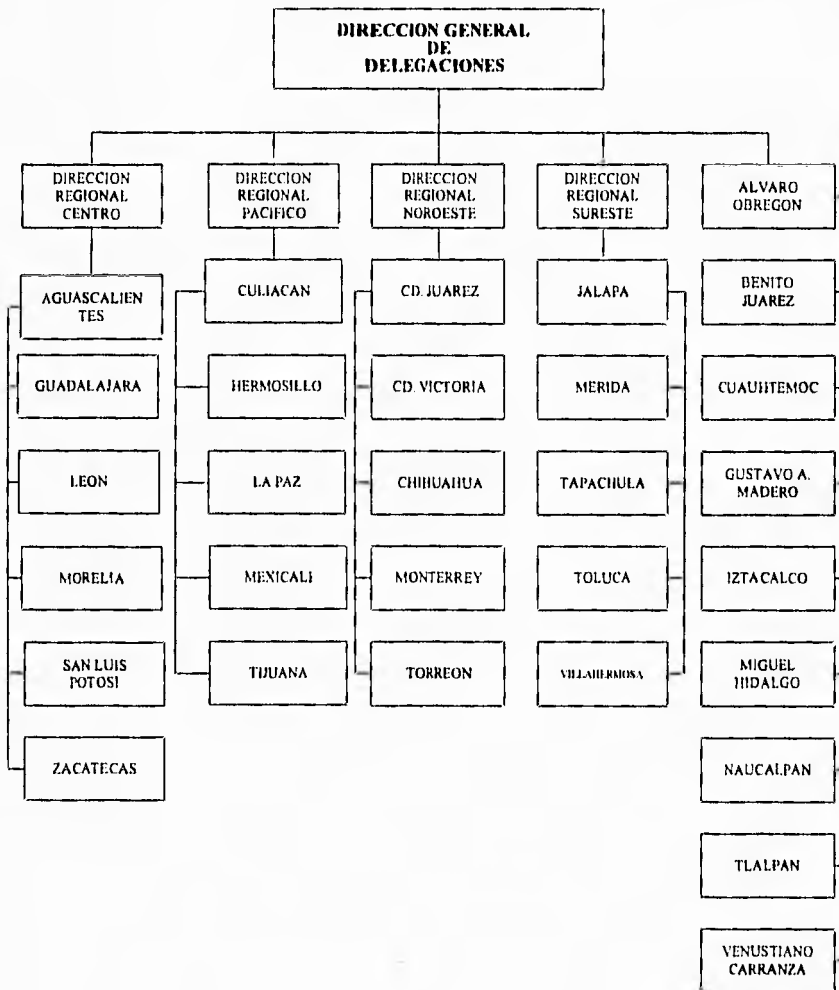 DIRECCION GENERAL
DE
DELEGACIONES
DIRECCION
REGIONAL
CENTRO
DIRECCION
REGIONAL
PACIFICO
DIRECCION
REGIONAL
NOROESTE
DIRECCION
REGIONAL
SURESTE
ALVARO
OBREGON
AGUASCALIEN
TES
CULIACAN
CD. JUAREZ
JALAPA
BENITO
JUAREZ
GUADALAJARA
HERMOSILLO
CD. VICTORIA
MERIDA
CUAUHTEMOC
LEON
LA PAZ
CHIHUAHUA
TAPACHULA
GUSTAVO A.
MADERO
MORELIA
MEXICALI
MONTERREY
TOLUCA
IZTACALCO
SAN LUIS
POTOSI
TIJUANA
TORREON
VILLAHERMOSA
MIGUEL
HIDALGO
ZACATECAS
NAUCALPAN
TLALPAN
VENUSTIANO
CARRANZA